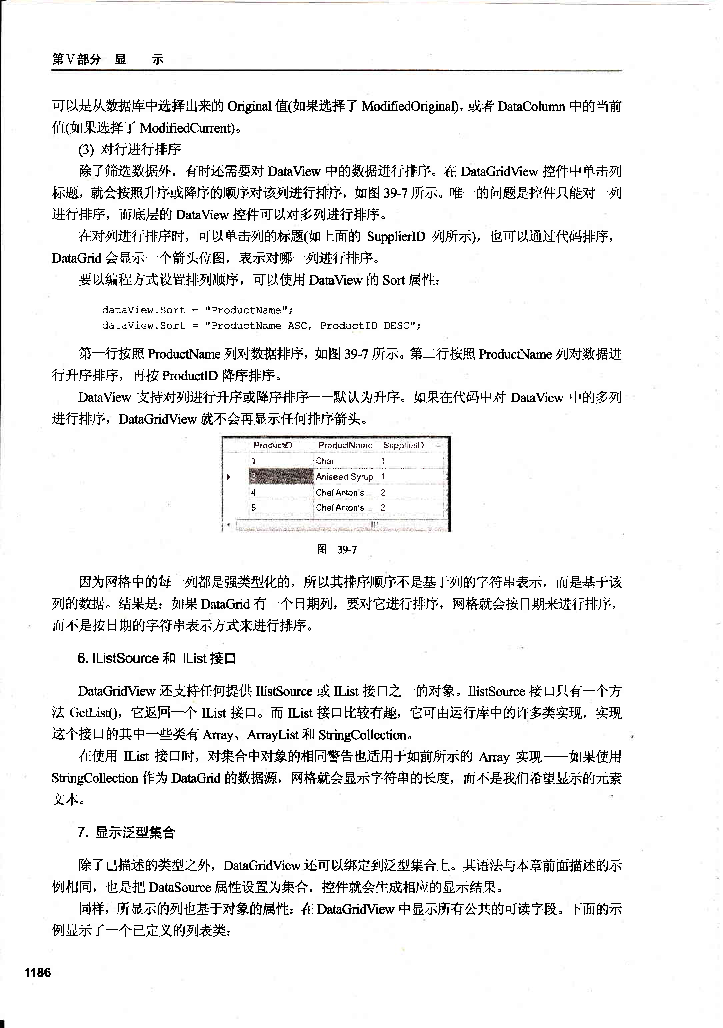 第V部分 显 示
可以是从数据库中选择出来的 Original 值(如果选择了 ModifiedOriginal)，或者 DataColumn 中的当前
值(如果选择了 ModifiedCurrent)。
(3) 对行进行排序
除了筛选数据外，有时还需要对 DataView 中的数据进行排序。在 DataGridView 控件中单击列
标题，就会按照升序或降序的顺序对该列进行排序，如图 39-7 所示。唯一的问题是控件只能对一列
进行排序，而底层的 DataView 控件可以对多列进行排序。
在对列进行排序时，可以单击列的标题(如上面的 SupplierID 列所示)，也可以通过代码排序，
DataGrid 会显示一个箭头位图，表示对哪一列进行排序。
要以编程方式设置排列顺序，可以使用 DataView 的 Sort 属性：
dataView.Sort = "ProductName";
dataView.Sort = "ProductName ASC, ProductID DESC";
第一行按照 ProductName 列对数据排序，如图 39-7 所示。第二行按照 ProductName 列对数据进
行升序排序，再按 ProductID 降序排序。
DataView 支持对列进行升序或降序排序——默认为升序。如果在代码中对 DataView 中的多列
进行排序，DataGridView 就不会再显示任何排序箭头。
ProductID ProductName SupplierID
1 Chai 1
Aniseed Syrup 1
4 Chef Anton's ... 2
5 Chef Anton's ... 2
图 39-7
因为网格中的每一列都是强类型化的，所以其排序顺序不是基于列的字符串表示，而是基于该
列的数据。结果是：如果 DataGrid 有一个日期列，要对它进行排序，网格就会按日期来进行排序，
而不是按日期的字符串表示方式来进行排序。
6. IListSource 和 IList 接口
DataGridView 还支持任何提供 IListSource 或 IList 接口之一的对象。IListSource 接口只有一个方
法 GetList()，它返回一个 IList 接口。而 IList 接口比较有趣，它可由运行库中的许多类实现，实现
这个接口的其中一些类有 Array、ArrayList 和 StringCollection。
在使用 IList 接口时，对集合中对象的相同警告也适用于如前所示的 Array 实现——如果使用
StringCollection 作为 DataGrid 的数据源，网格就会显示字符串的长度，而不是我们希望显示的元素
文本。
7. 显示泛型集合
除了已描述的类型之外，DataGridView 还可以绑定到泛型集合上。其语法与本章前面描述的示
例相同，也是把 DataSource 属性设置为集合，控件就会生成相应的显示结果。
同样，所显示的列也基于对象的属性：在 DataGridView 中显示所有公共的可读字段。下面的示
例显示了一个已定义的列表类：
1186